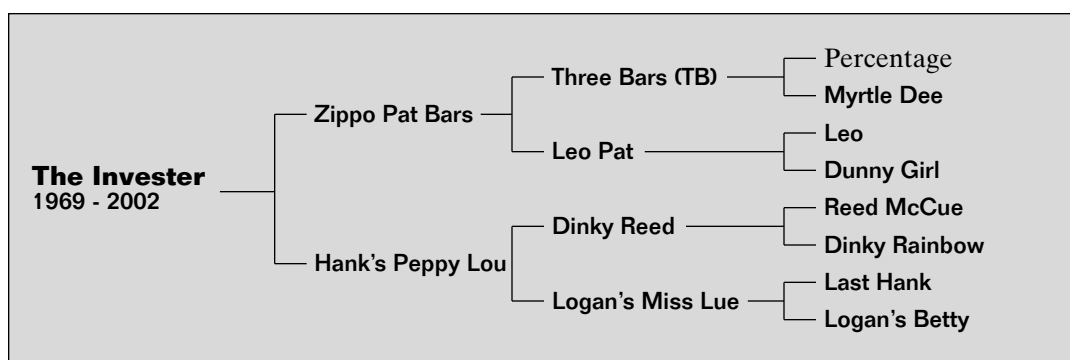 Percentage
Three Bars (TB)
Myrtle Dee
Zippo Pat Bars
Leo
Leo Pat
Dunny Girl
The Invester
1969 - 2002
Reed McCue
Dinky Reed
Dinky Rainbow
Hank's Peppy Lou
Last Hank
Logan's Miss Lue
Logan's Betty